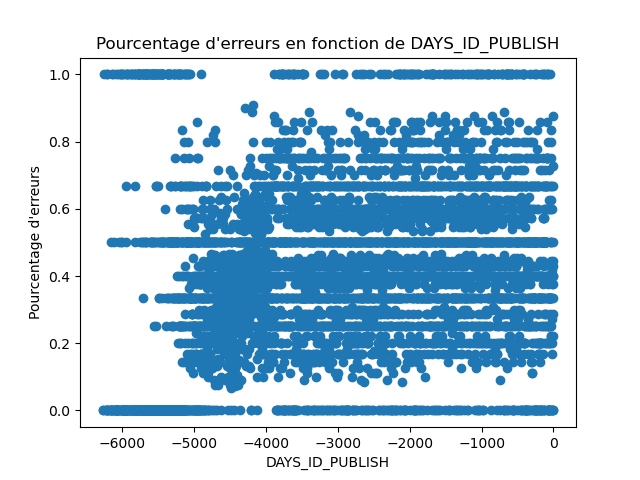 Pourcentage d'erreurs en fonction de DAYS_ID_PUBLISH
1.0
0.8
0.6
0.4
0.2
0.0
Pourcentage d'erreurs
−6000 −5000 −4000 −3000 −2000 −1000 0
DAYS_ID_PUBLISH